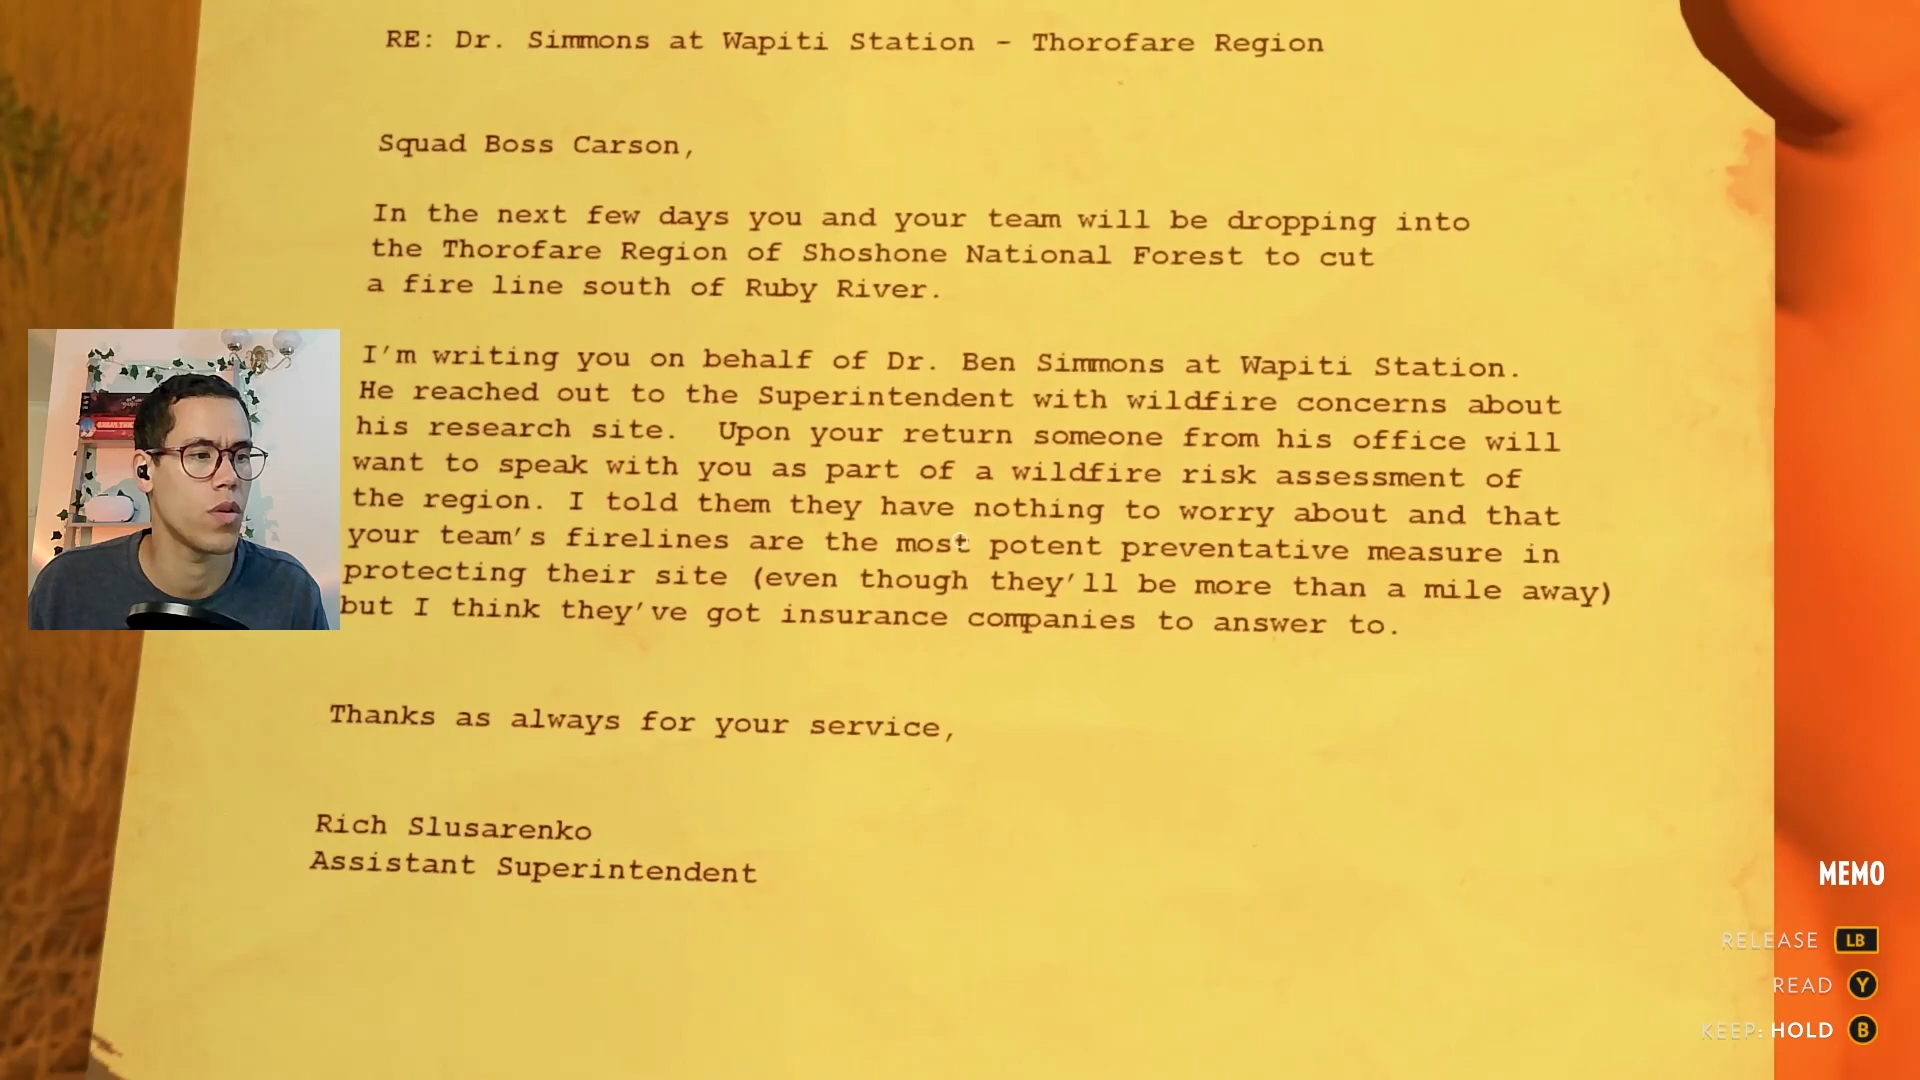 RE: Dr. Simmons at Wapiti Station - Thorofare Region
Squad Boss Carson,
In the next few days you and your team will be dropping into
the Thorofare Region of Shoshone National Forest to cut
a fire line south of Ruby River.
I'm writing you on behalf of Dr. Ben Simmons at Wapiti Station.
He reached out to the Superintendent with wildfire concerns about
his research site.  Upon your return someone from his office will
want to speak with you as part of a wildfire risk assessment of
the region. I told them they have nothing to worry about and that
your team's firelines are the most potent preventative measure in
protecting their site (even though they'll be more than a mile away)
but I think they've got insurance companies to answer to.
Thanks as always for your service,
Rich Slusarenko
Assistant Superintendent
MEMO
RELEASE LB
READ Y
KEEP: HOLD B